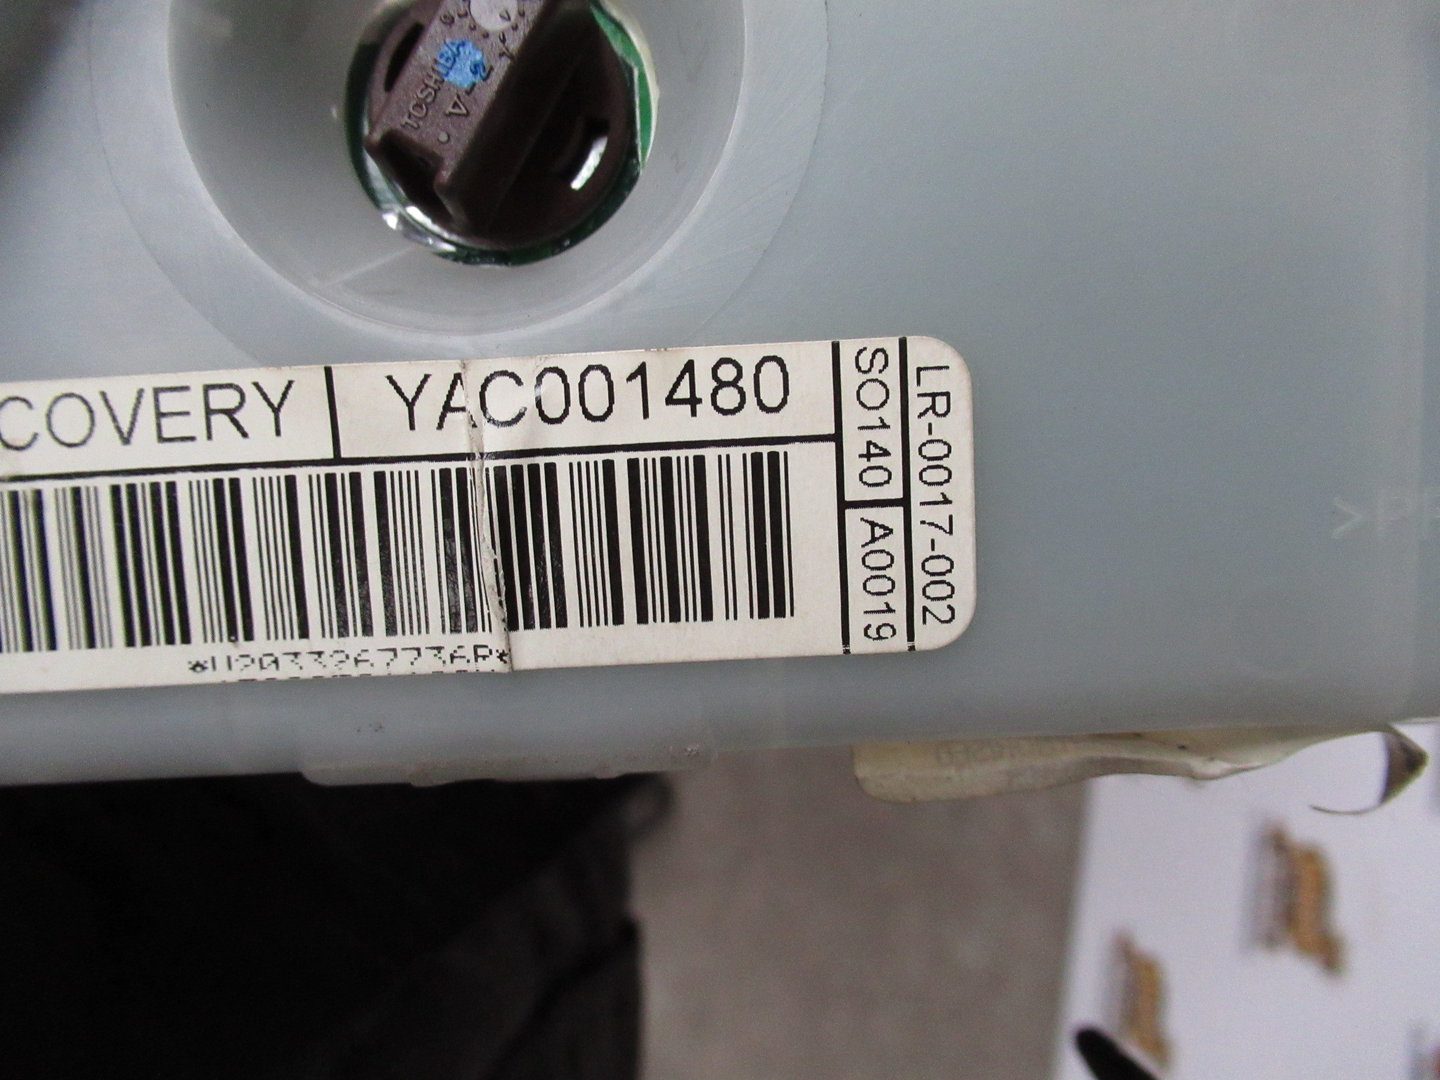 TOSHIBA
COVERY
YAC001480
SO140
A0019
LR-0017-002